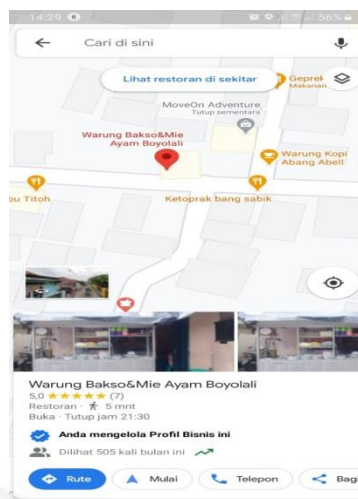 14:29
56%
Cari di sini
Lihat restoran di sekitar
Geprek
Makanan
MoveOn Adventure
Tutup sementara
Warung Bakso&Mie
Ayam Boyolali
Warung Kopi
Abang Abell
ou Titoh
Ketoprak bang sabik
Warung Bakso&Mie Ayam Boyolali
5,0 ★★★★★ (7)
Restoran · 5 mnt
Buka · Tutup jam 21:30
Anda mengelola Profil Bisnis ini
Dilihat 505 kali bulan ini
Rute
Mulai
Telepon
Bag